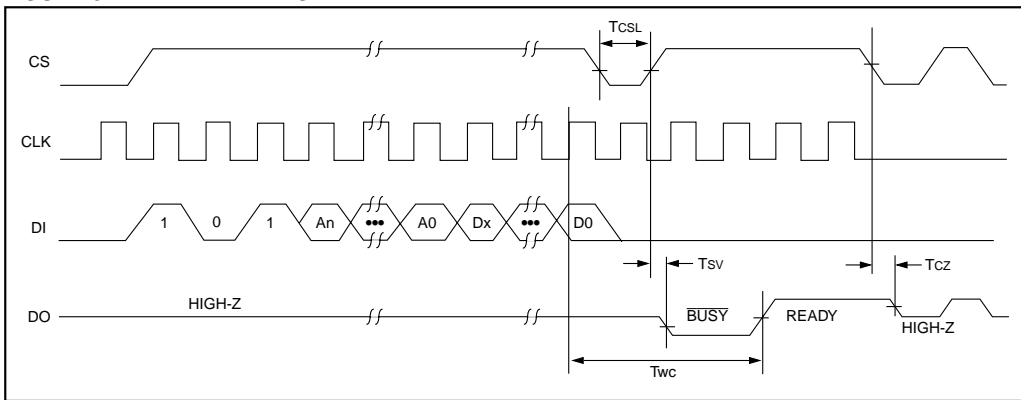 TCSL
CS
CLK
DI 1 0 1 An ••• A0 Dx ••• D0
TSV TCZ
DO HIGH-Z BUSY READY HIGH-Z
TWC